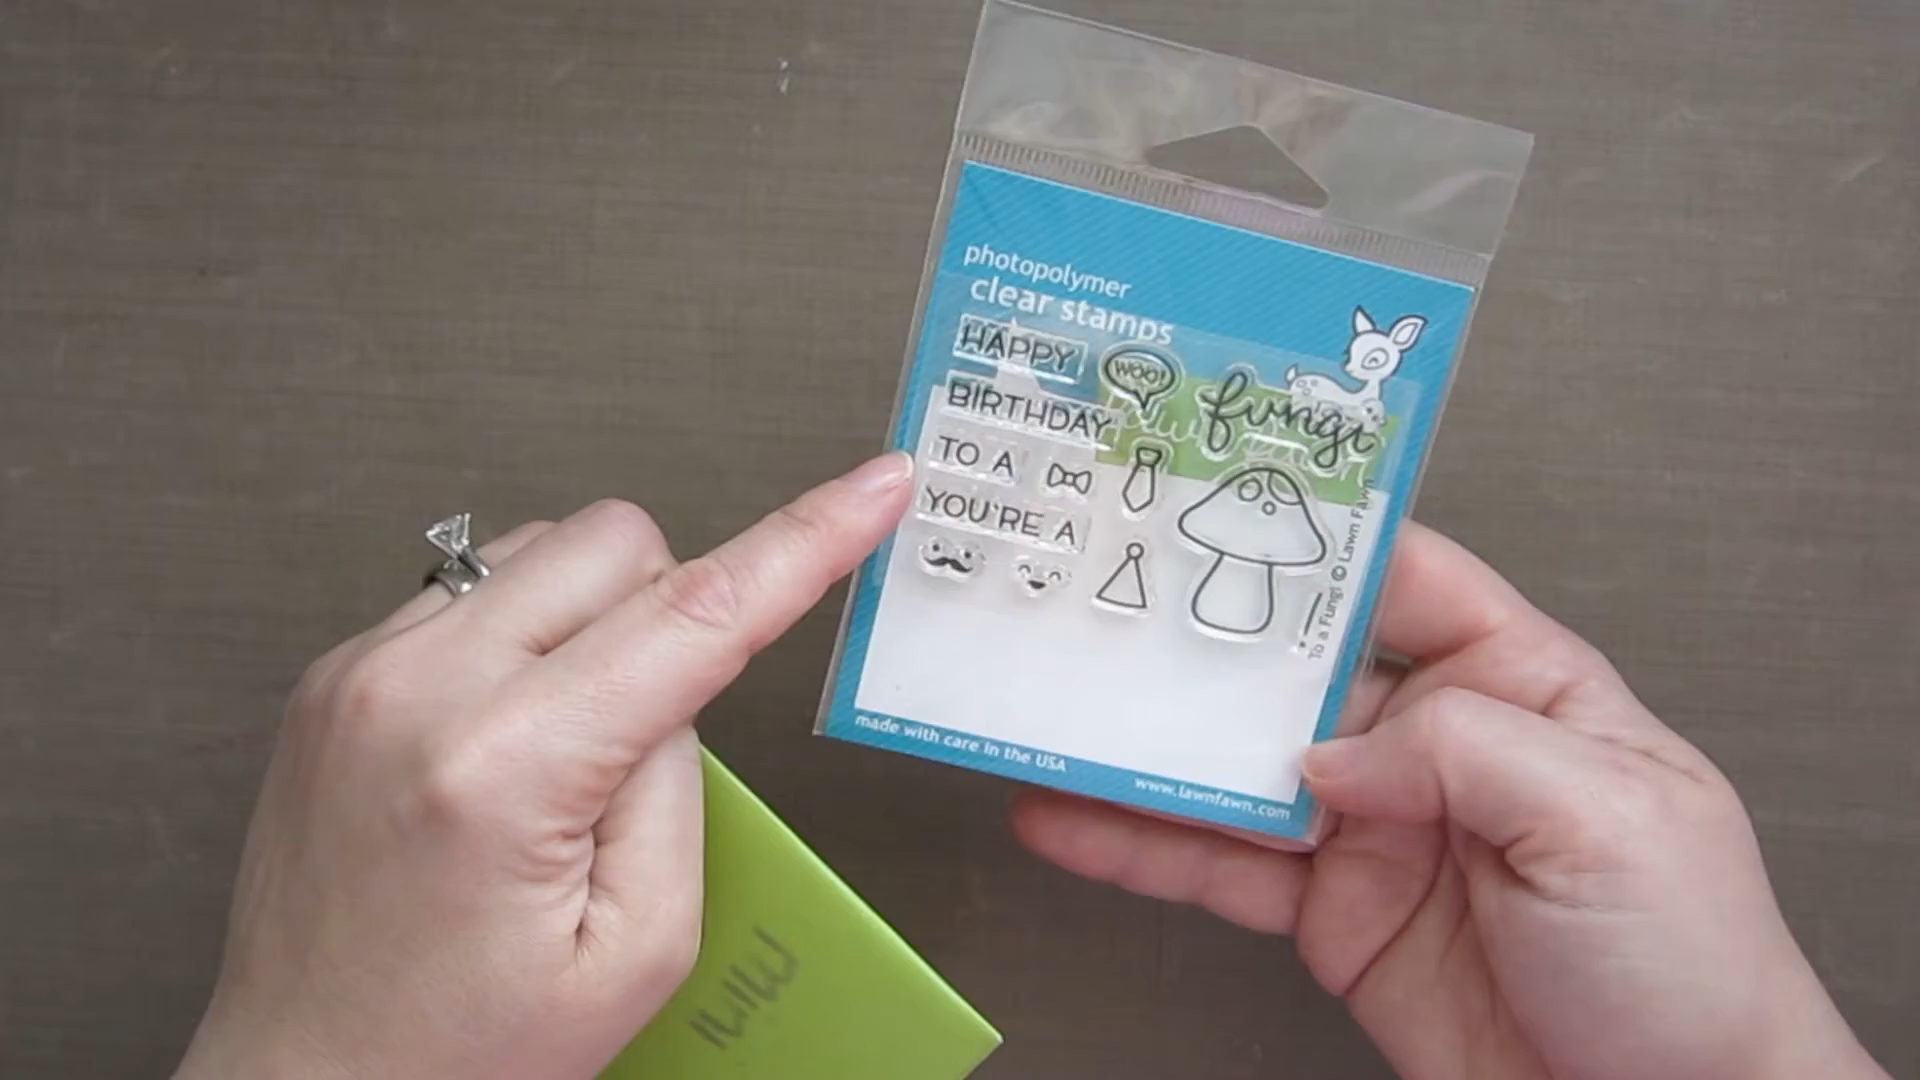 photopolymer
clear stamps
HAPPY
WOO!
fungi
BIRTHDAY
TO A
YOU'RE A
To a Fungi © Lawn Fawn
made with care in the USA
www.lawnfawn.com
Mini